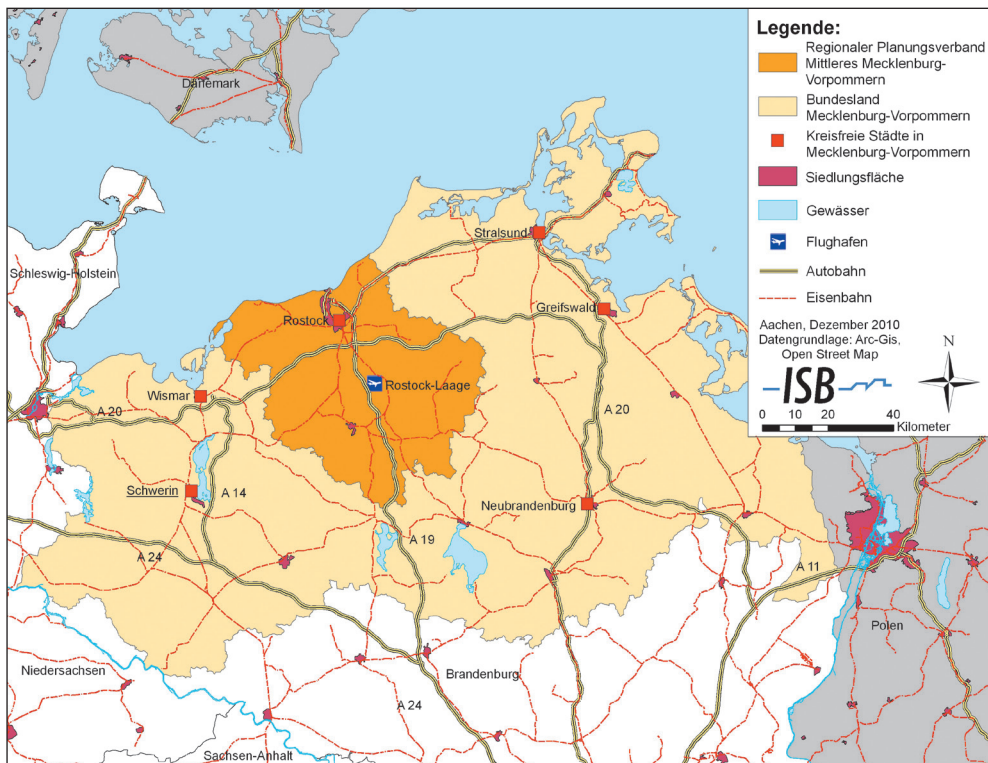 Legende:
Regionaler Planungsverband
Mittleres Mecklenburg-
Vorpommern
Bundesland
Mecklenburg-Vorpommern
Kreisfreie Städte in
Mecklenburg-Vorpommern
Siedlungsfläche
Gewässer
Flughafen
Autobahn
Eisenbahn
Aachen, Dezember 2010
Datengrundlage: Arc-Gis,
Open Street Map
N
ISB
0 10 20 40
Kilometer
Dänemark
Schleswig-Holstein
Stralsund
Rostock
Greifswald
Rostock-Laage
Wismar
A 20
A 20
Schwerin
A 14
Neubrandenburg
A 19
A 24
A 11
Polen
Niedersachsen
Brandenburg
A 24
Sachsen-Anhalt